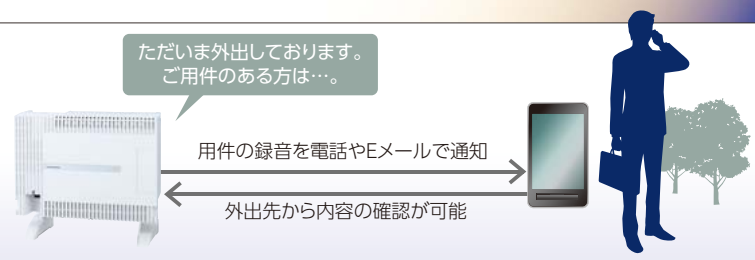 ただいま外出しております。
ご用件のある方は…。
用件の録音を電話やEメールで通知
外出先から内容の確認が可能